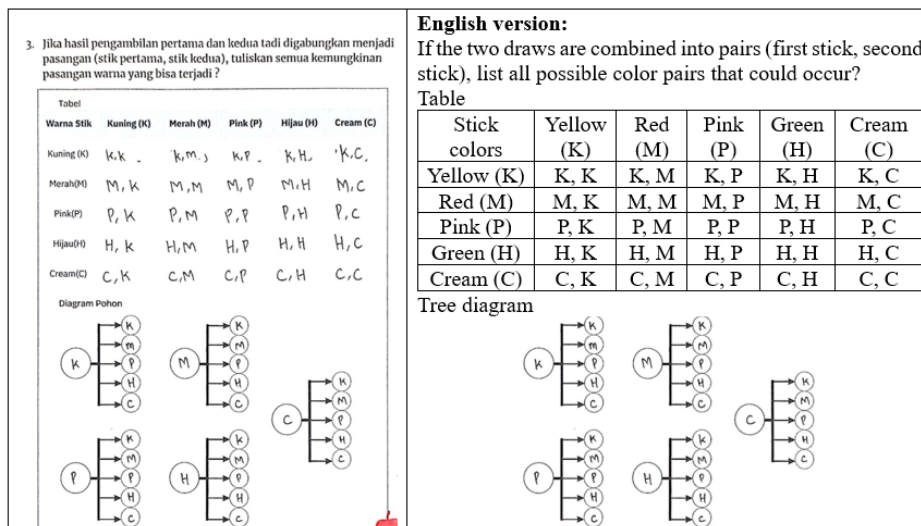 3. Jika hasil pengambilan pertama dan kedua tadi digabungkan menjadi
pasangan (stik pertama, stik kedua), tuliskan semua kemungkinan
pasangan warna yang bisa terjadi ?
Tabel
Warna Stik Kuning (K) Merah (M) Pink (P) Hijau (H) Cream (C)
Kuning (K) K,K K,M K,P K,H K,C
Merah(M) M,K M,M M,P M,H M,C
Pink(P) P,K P,M P,P P,H P,C
Hijau(H) H,K H,M H,P H,H H,C
Cream(C) C,K C,M C,P C,H C,C
Diagram Pohon
K
K
m
P
H
C
M
K
M
P
H
C
C
K
M
P
H
C
P
K
M
P
H
C
H
K
M
P
H
C
English version:
If the two draws are combined into pairs (first stick, second
stick), list all possible color pairs that could occur?
Table
Stick colors Yellow (K) Red (M) Pink (P) Green (H) Cream (C)
Yellow (K) K, K K, M K, P K, H K, C
Red (M) M, K M, M M, P M, H M, C
Pink (P) P, K P, M P, P P, H P, C
Green (H) H, K H, M H, P H, H H, C
Cream (C) C, K C, M C, P C, H C, C
Tree diagram
K
K
m
P
H
C
M
K
M
P
H
C
C
K
M
P
H
C
P
K
M
P
H
C
H
K
M
P
H
C